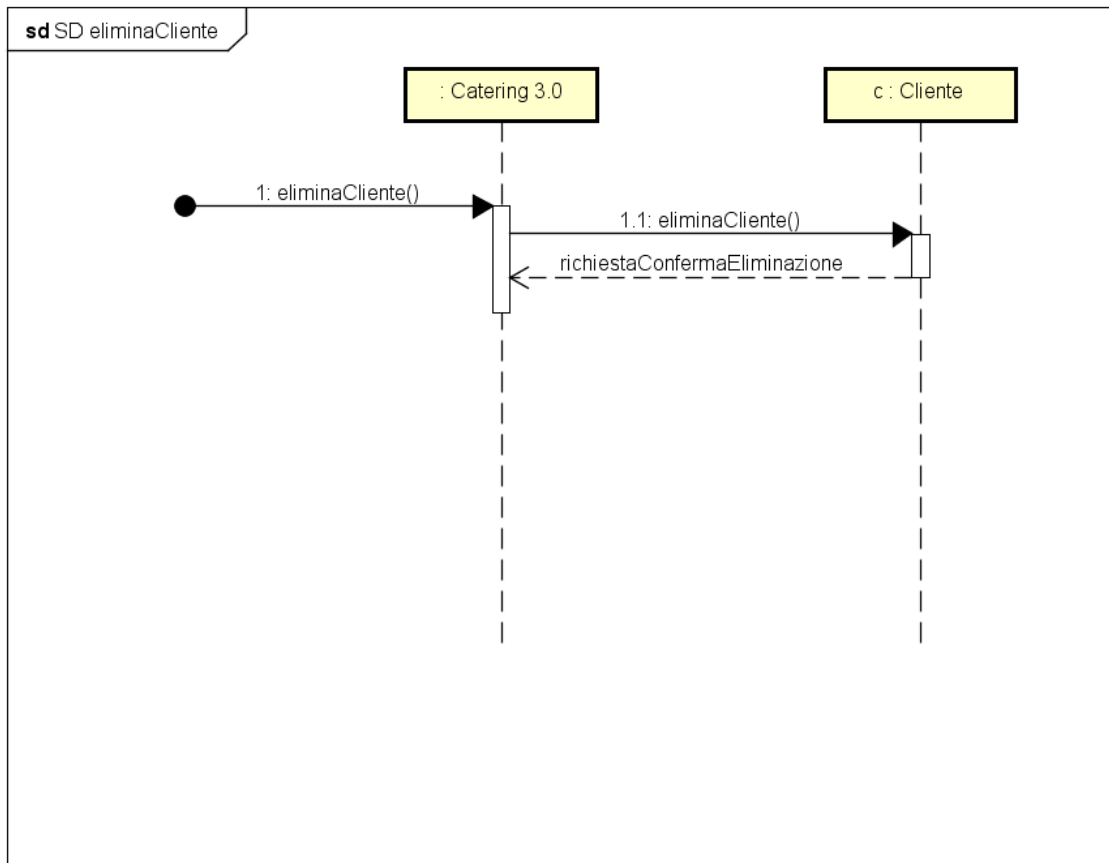 sd SD eliminaCliente
: Catering 3.0
c : Cliente
1: eliminaCliente()
1.1: eliminaCliente()
richiestaConfermaEliminazione